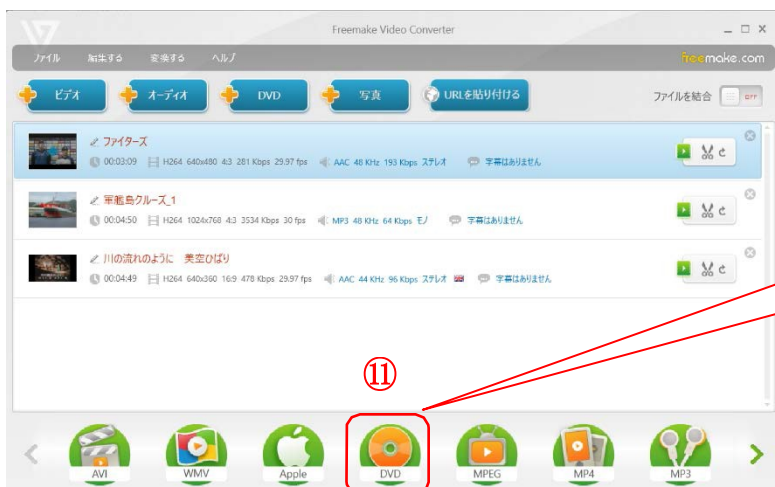 Freemake Video Converter
ファイル 編集する 変換する ヘルプ freemake.com
ビデオ オーディオ DVD 写真 URLを貼り付ける ファイルを結合 OFF
ファイターズ
00:03:09 H264 640x480 4:3 281 Kbps 29.97 fps AAC 48 KHz 193 Kbps ステレオ 字幕はありません
軍艦島クルーズ_1
00:04:50 H264 1024x768 4:3 3534 Kbps 30 fps MP3 48 KHz 64 Kbps モノ 字幕はありません
川の流れのように 美空ひばり
00:04:49 H264 640x360 16:9 478 Kbps 29.97 fps AAC 44 KHz 96 Kbps ステレオ 字幕はありません
⑪
AVI WMV Apple DVD MPEG MP4 MP3